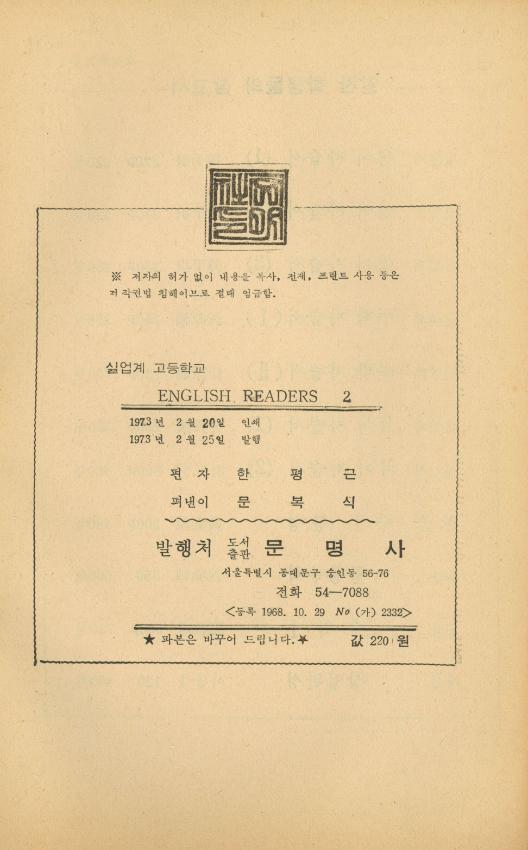 ※ 저자의 허가 없이 내용을 복사, 전재, 프린트 사용 등은
저작권법 침해이므로 절대 엄금함.
실업계 고등학교
ENGLISH READERS 2
1973년 2월 20일 인쇄
1973년 2월 25일 발행
편 자 한 평 근
펴낸이 문 복 식
발행처 도서출판 문 명 사
서울특별시 동대문구 숭인동 56-76
전화 54—7088
<등록 1968. 10. 29 No (가) 2332>
★ 파본은 바꾸어 드립니다.★ 값 220 원